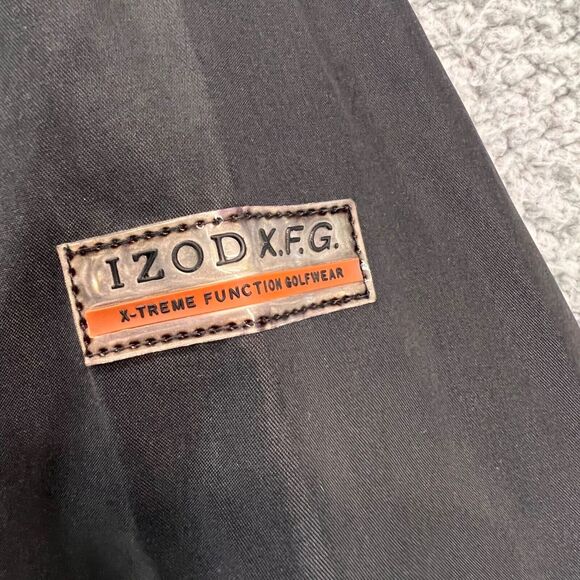 IZOD X.F.G.
X-TREME FUNCTION GOLFWEAR